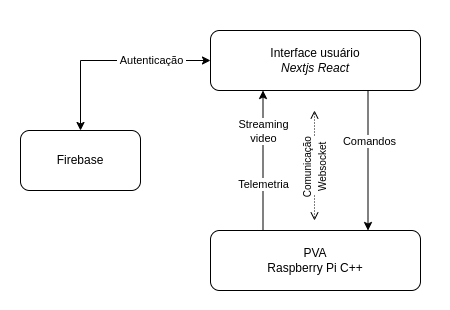 Interface usuário
Nextjs React
Autenticação
Firebase
Streaming
video
Telemetria
Comunicação
Websocket
Comandos
PVA
Raspberry Pi C++